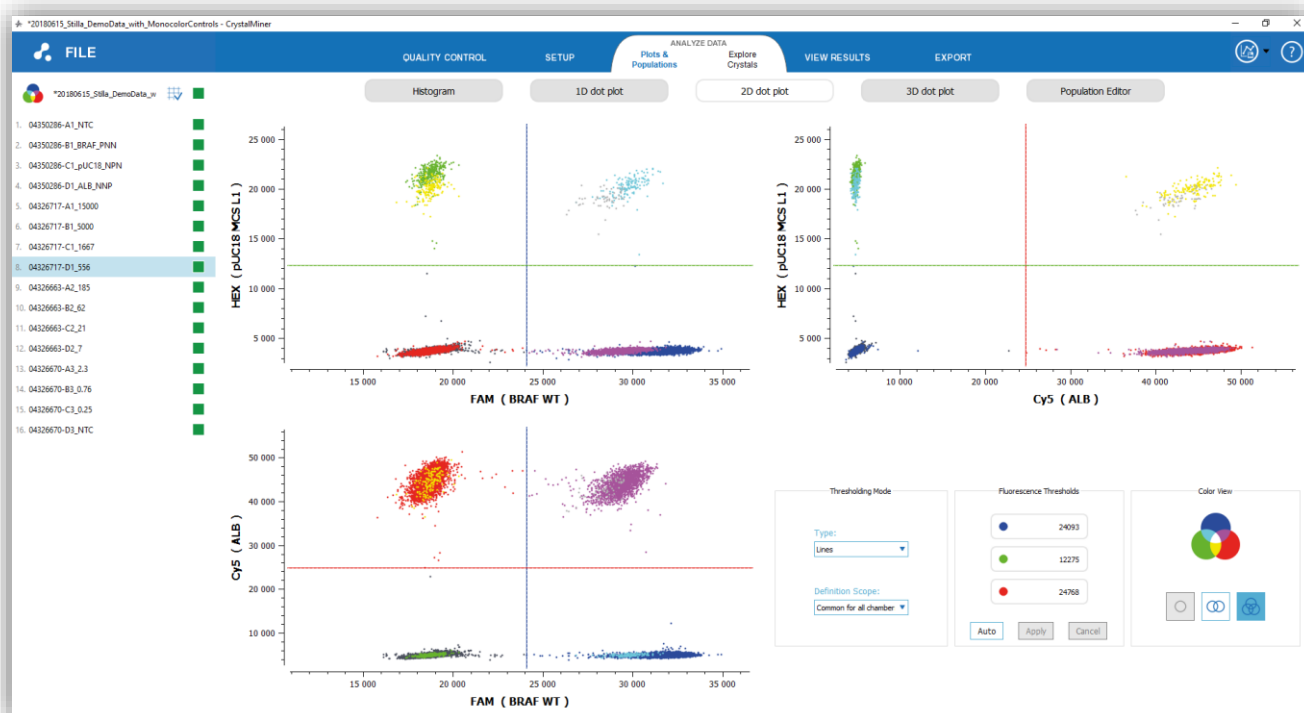 *20180615_Stilla_DemoData_with_MonocolorControls - CrystalMiner
FILE
QUALITY CONTROL
SETUP
ANALYZE DATA
Plots &
Populations
Explore
Crystals
VIEW RESULTS
EXPORT
?
*20180615_Stilla_DemoData_
Histogram
1D dot plot
2D dot plot
3D dot plot
Population Editor
1. 04350286-A1_NTC
2. 04350286-B1_BRAF_PNN
3. 04350286-C1_pUC18_NPN
4. 04350286-D1_ALB_NNP
5. 04326717-A1_15000
6. 04326717-B1_5000
7. 04326717-C1_1667
8. 04326717-D1_556
9. 04326663-A2_185
10. 04326663-B2_62
11. 04326663-C2_21
12. 04326663-D2_7
13. 04326670-A3_2.3
14. 04326670-B3_0.76
15. 04326670-C3_0.25
16. 04326670-D3_NTC
HEX ( pUC18 MCS L1 )
25 000
20 000
15 000
10 000
5 000
15 000 20 000 25 000 30 000 35 000
FAM ( BRAF WT )
HEX ( pUC18 MCS L1 )
25 000
20 000
15 000
10 000
5 000
10 000 20 000 30 000 40 000 50 000
Cy5 ( ALB )
Cy5 ( ALB )
50 000
40 000
30 000
20 000
10 000
15 000 20 000 25 000 30 000 35 000
FAM ( BRAF WT )
Thresholding Mode
Type:
Lines
Definition Scope:
Common for all chamber
Fluorescence Thresholds
24093
12275
24768
Auto
Apply
Cancel
Color View